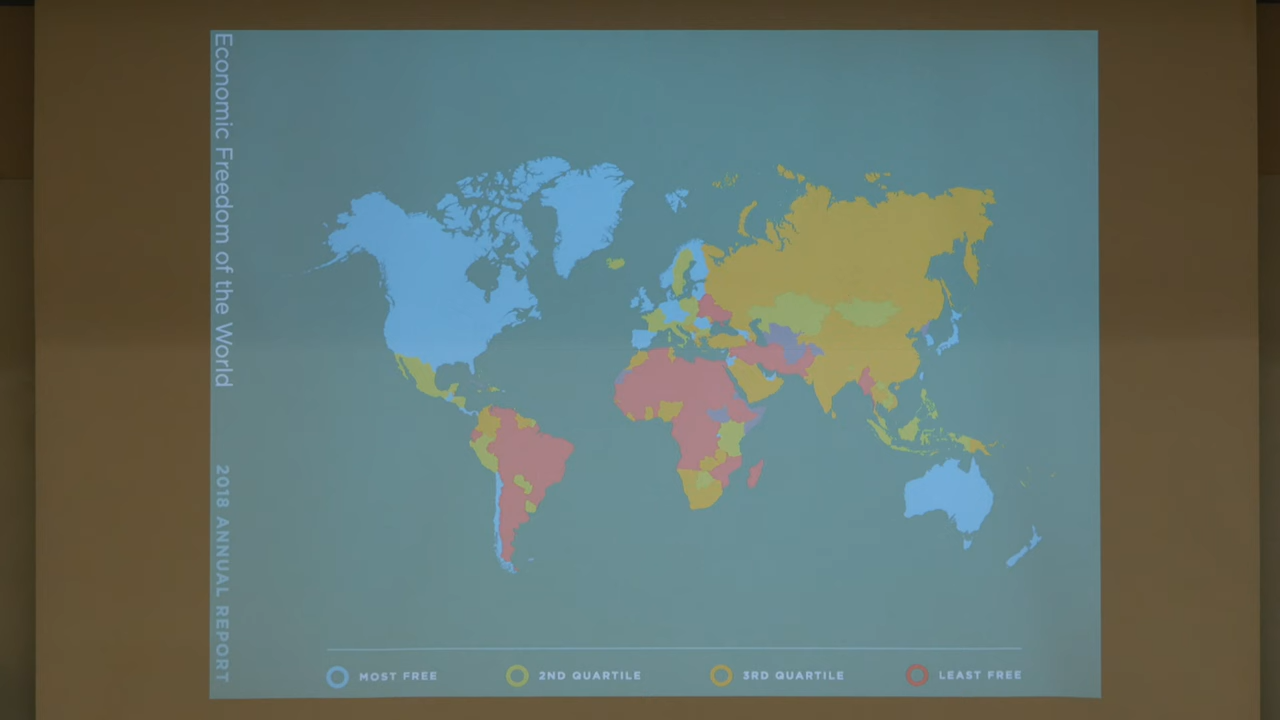 Economic Freedom of the World
2018 ANNUAL REPORT
MOST FREE
2ND QUARTILE
3RD QUARTILE
LEAST FREE